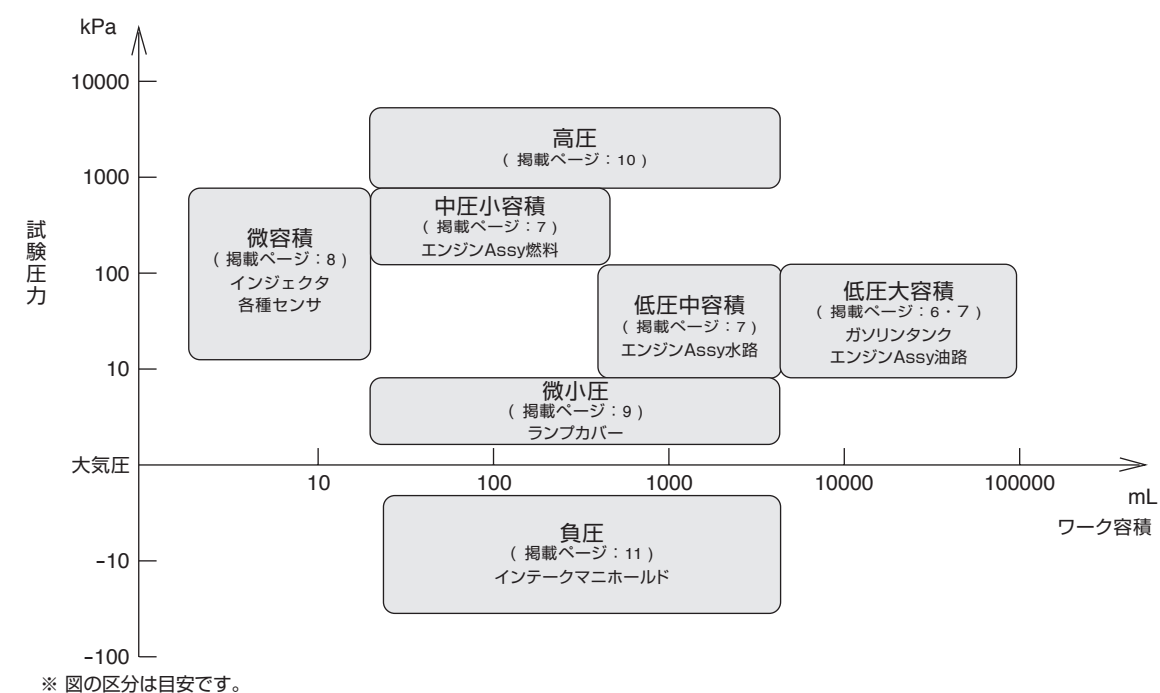 kPa
10000
1000
100
10
大気圧
-10
-100
試験圧力
高圧
( 掲載ページ：10 )
中圧小容積
( 掲載ページ：7 )
エンジンAssy燃料
微容積
( 掲載ページ：8 )
インジェクタ
各種センサ
低圧中容積
( 掲載ページ：7 )
エンジンAssy水路
低圧大容積
( 掲載ページ：6・7 )
ガソリンタンク
エンジンAssy油路
微小圧
( 掲載ページ：9 )
ランプカバー
10
100
1000
10000
100000
mL
ワーク容積
負圧
( 掲載ページ：11 )
インテークマニホールド
※ 図の区分は目安です。